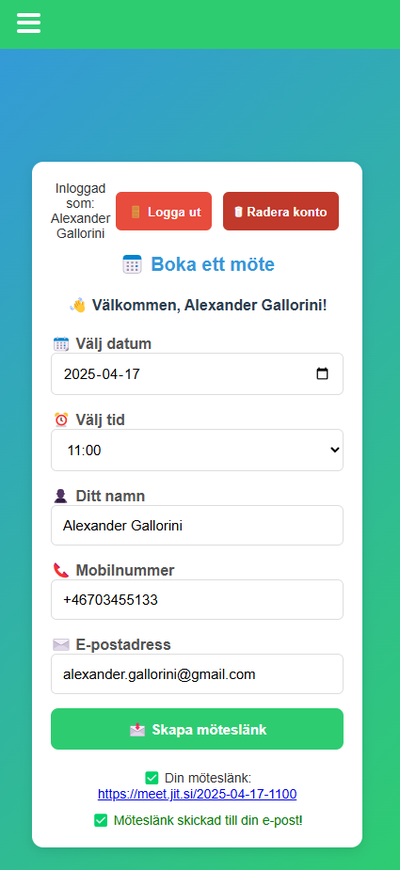 Inloggad
som:
Alexander
Gallorini
Logga ut
Radera konto
Boka ett möte
Välkommen, Alexander Gallorini!
Välj datum
2025-04-17
Välj tid
11:00
Ditt namn
Alexander Gallorini
Mobilnummer
+46703455133
E-postadress
alexander.gallorini@gmail.com
Skapa möteslänk
Din möteslänk:
https://meet.jit.si/2025-04-17-1100
Möteslänk skickad till din e-post!